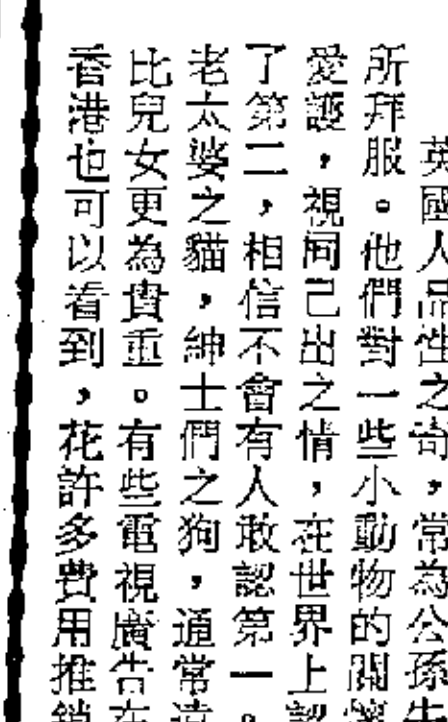 英國人品性之奇,常為公孫
所拜服。他們對一些小動物的關
愛護,視同己出之情,在世界上認
了第二,相信不會有人敢認第一。
老太婆之貓,紳士們之狗,通常遠
比兒女更為貴重。有些電視廣告在
香港也可以看到,花許多費用推銷